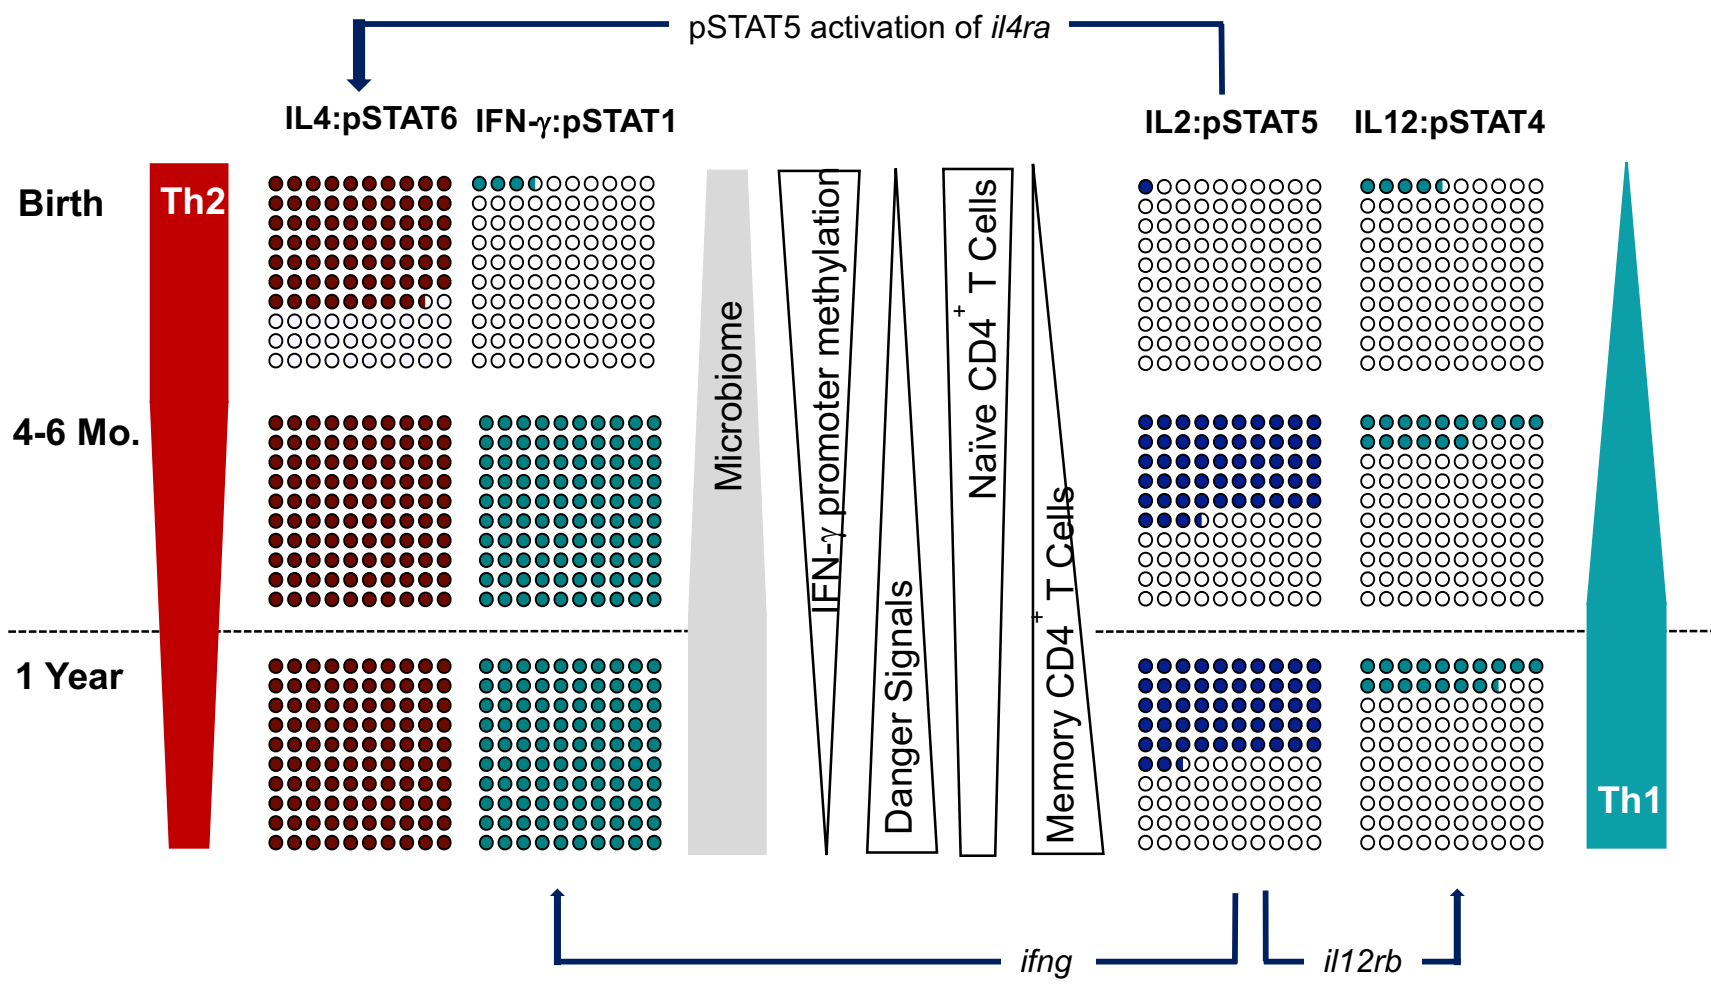 pSTAT5 activation of il4ra
IL4:pSTAT6
IFN-γ:pSTAT1
IL2:pSTAT5
IL12:pSTAT4
Birth
Th2
4-6 Mo.
1 Year
Microbiome
IFN-γ promoter methylation
Danger Signals
Naïve CD4+ T Cells
Memory CD4+ T Cells
Th1
ifng
il12rb